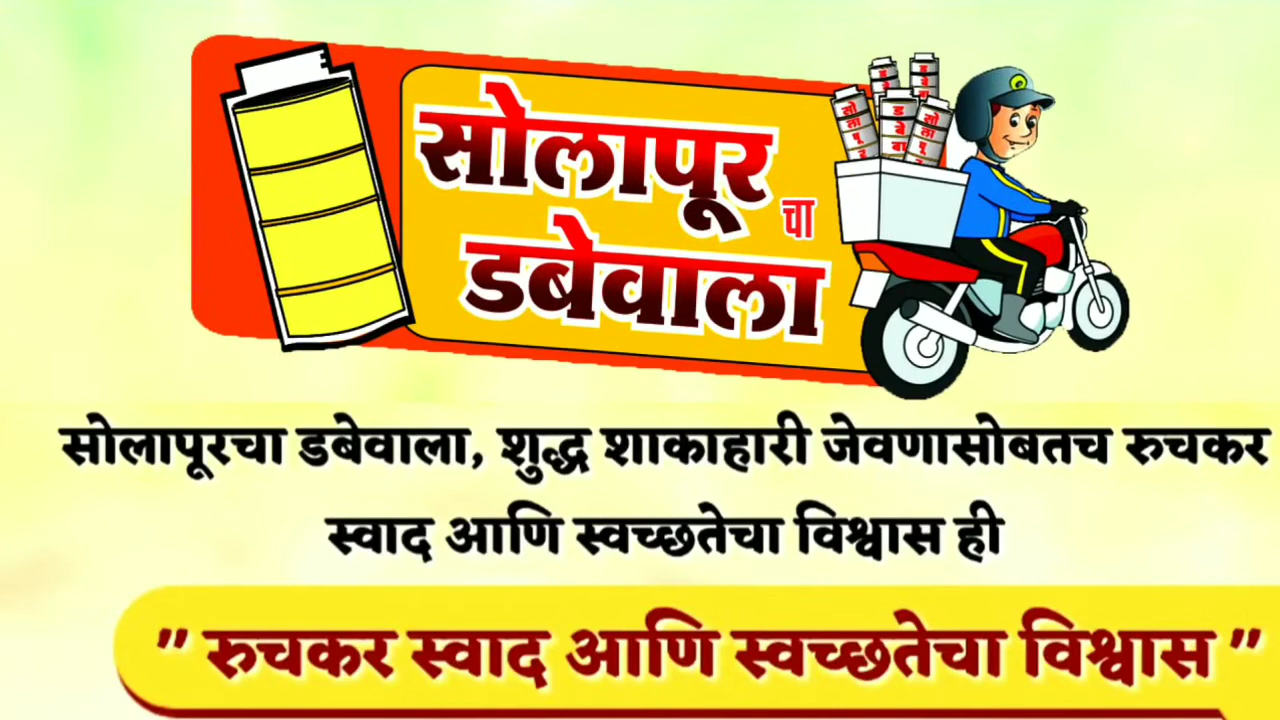 सोलापूर
चा
डबेवाला
सोलापूरचा डबेवाला, शुद्ध शाकाहारी जेवणासोबतच रुचकर
स्वाद आणि स्वच्छतेचा विश्वास ही
" रुचकर स्वाद आणि स्वच्छतेचा विश्वास "